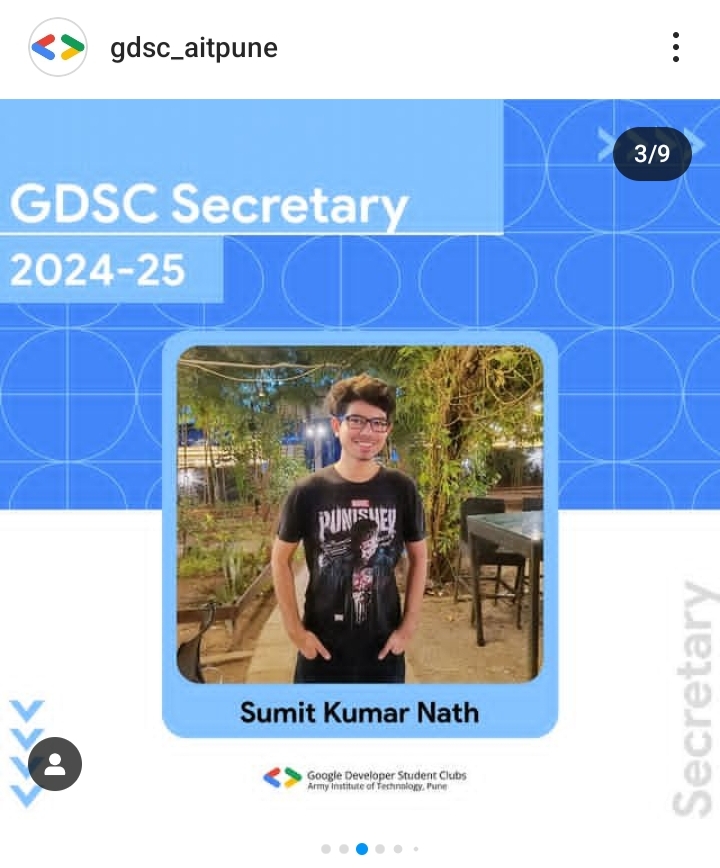 gdsc_aitpune
3/9
GDSC Secretary
2024-25
MARVEL
PUNISHER
Sumit Kumar Nath
Secretary
Google Developer Student Clubs
Army Institute of Technology, Pune